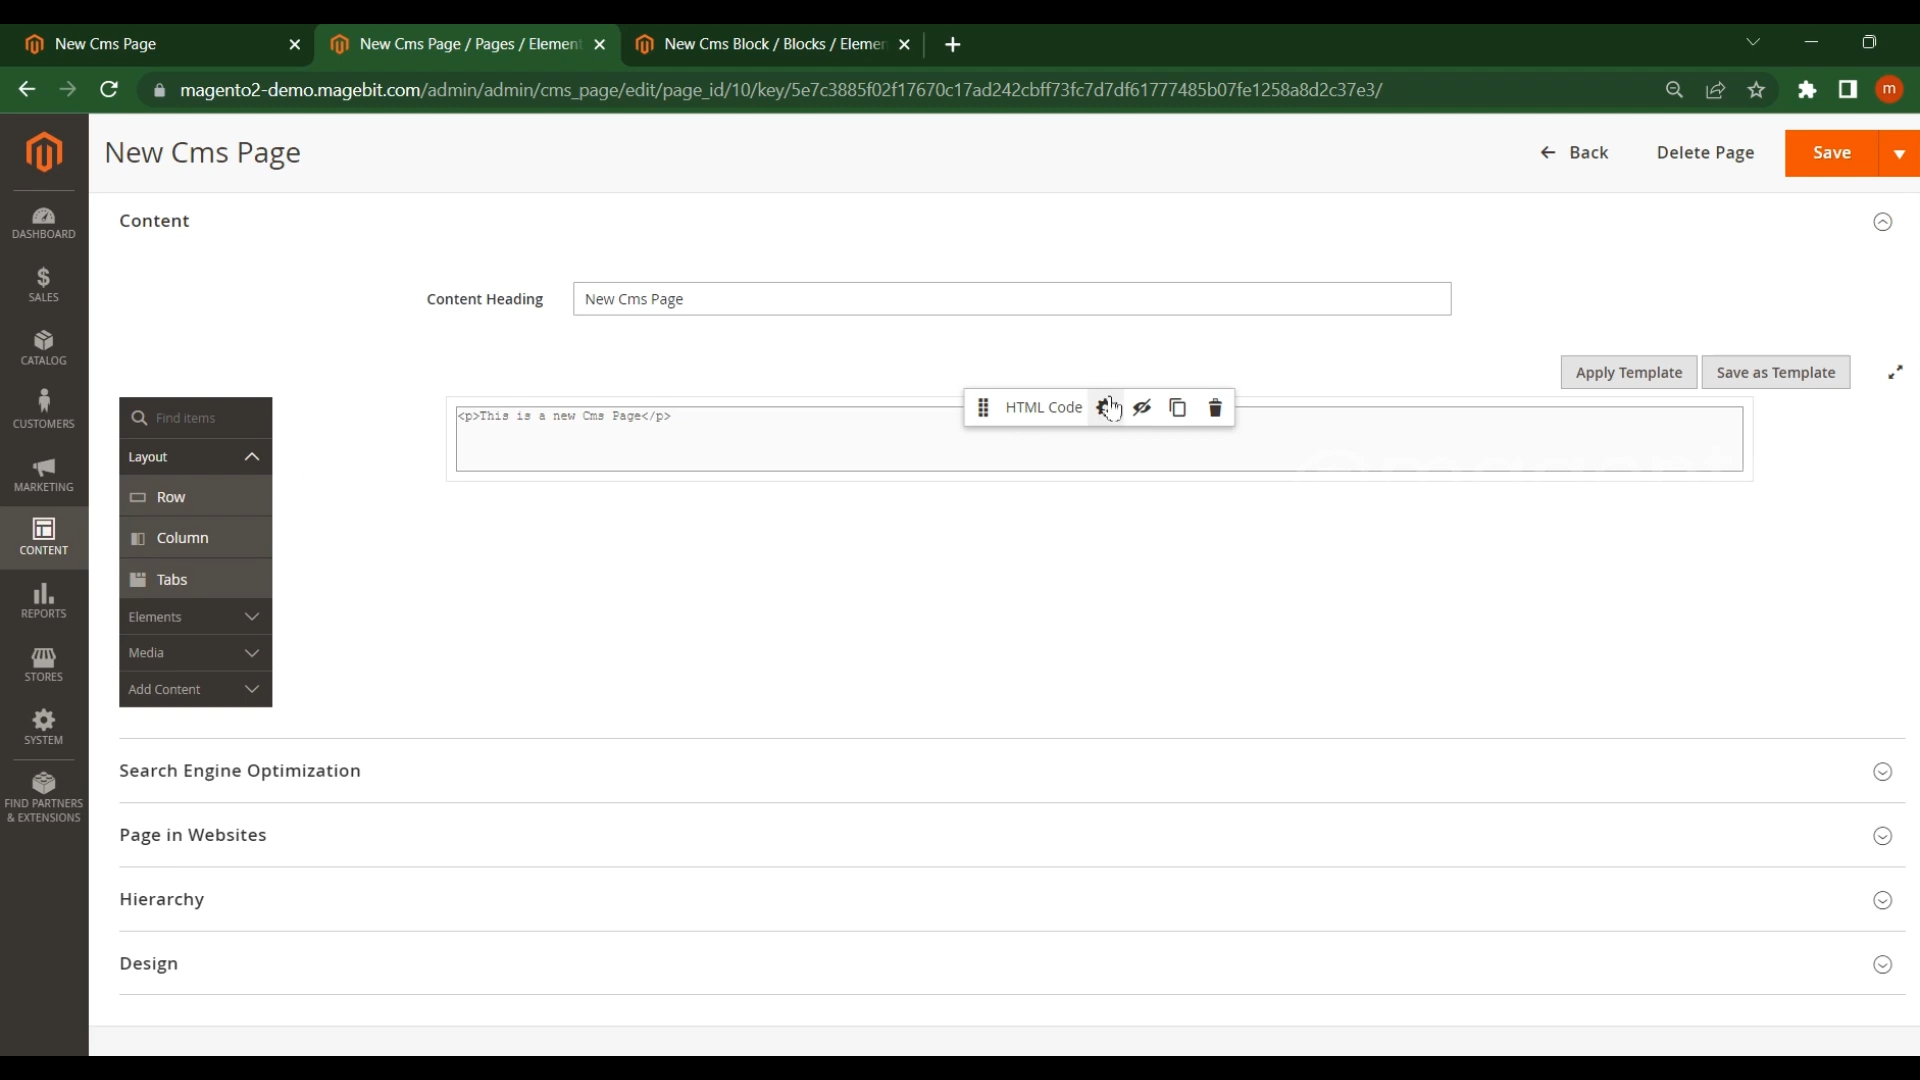 New Cms Page
New Cms Page / Pages / Element
New Cms Block / Blocks / Elemen
magento2-demo.magebit.com/admin/admin/cms_page/edit/page_id/10/key/5e7c3885f02f17670c17ad242cbff73fc7d7df61777485b07fe1258a8d2c37e3/
m
New Cms Page
Back
Delete Page
Save
DASHBOARD
SALES
CATALOG
CUSTOMERS
MARKETING
CONTENT
REPORTS
STORES
SYSTEM
FIND PARTNERS
& EXTENSIONS
Content
Content Heading
New Cms Page
Apply Template
Save as Template
Find items
Layout
Row
Column
Tabs
Elements
Media
Add Content
<p>This is a new Cms Page</p>
HTML Code
Search Engine Optimization
Page in Websites
Hierarchy
Design